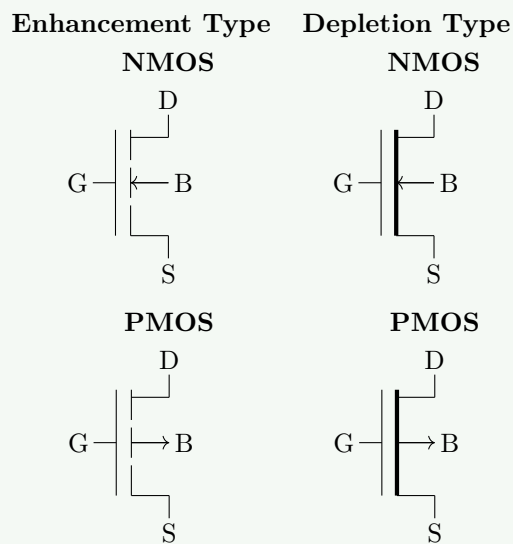 Enhancement Type Depletion Type
NMOS NMOS
D D
G B G B
S S
PMOS PMOS
D D
G B G B
S S